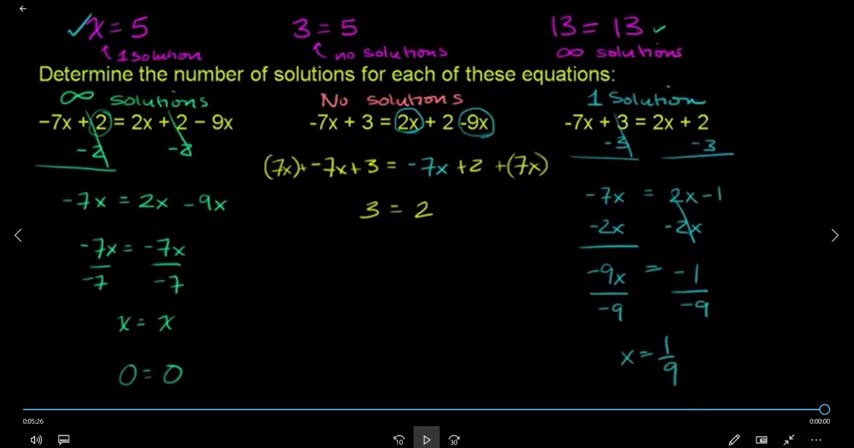 x = 5 3 = 5 13 = 13
1 solution no solutions ∞ solutions
Determine the number of solutions for each of these equations:
∞ solutions
-7x + 2 = 2x + 2 - 9x
-2 -2
-7x = 2x - 9x
-7x = -7x
-7 -7
x = x
0 = 0
No solutions
-7x + 3 = 2x + 2 -9x
(7x)+ -7x+3 = -7x +2 +(7x)
3 = 2
1 Solution
-7x + 3 = 2x + 2
-3 -3
-7x = 2x -1
-2x -2x
-9x = -1
-9 -9
x = 1/9
0:05:26 0:00:00
10 30